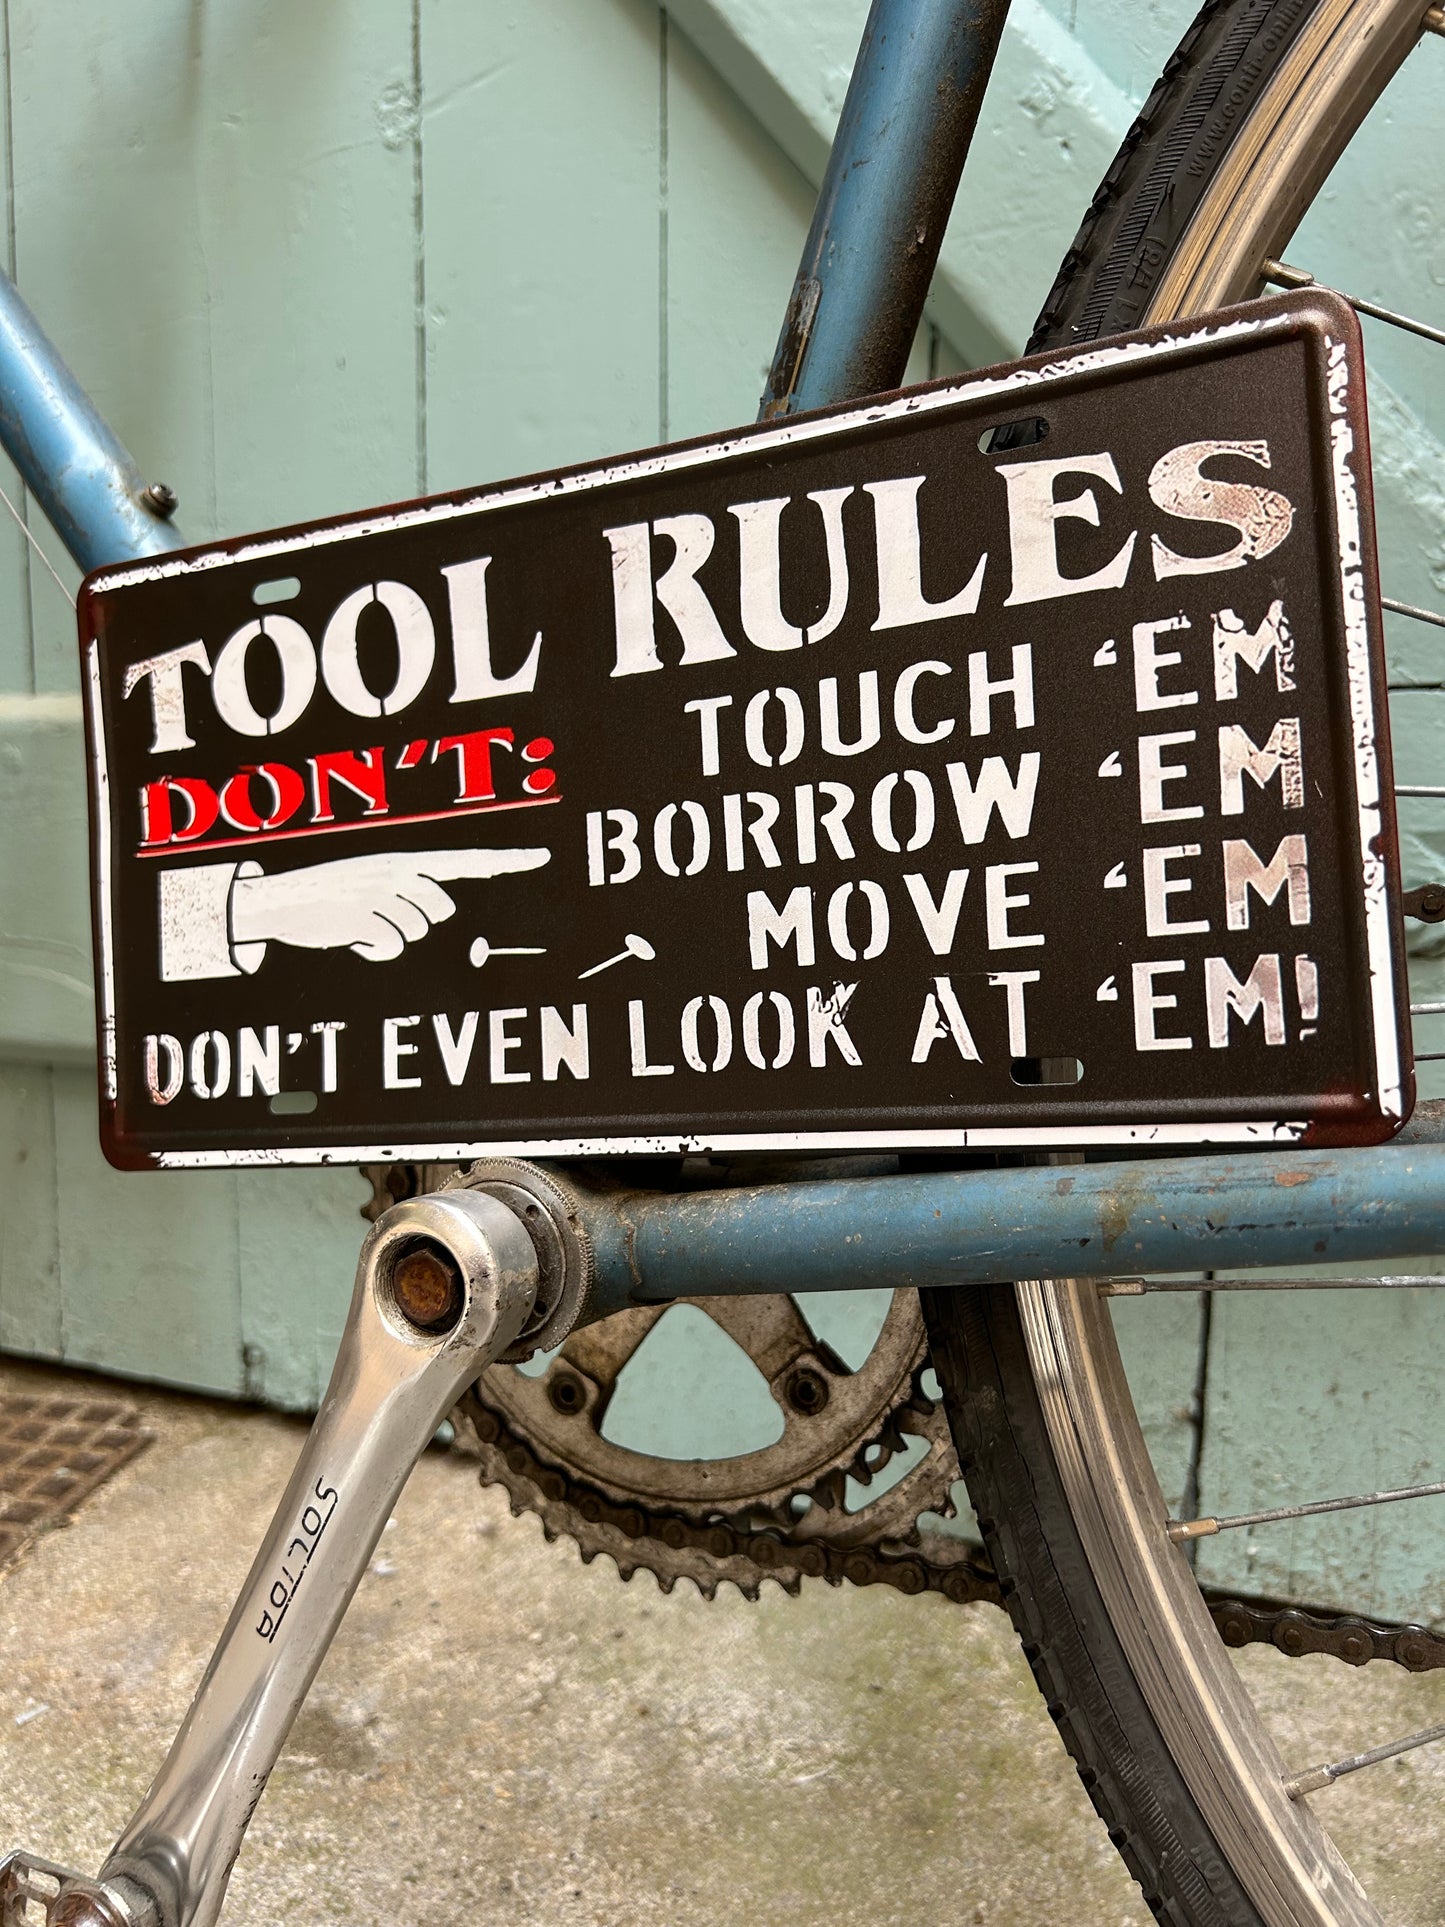 TOOL RULES
DON'T:
TOUCH 'EM
BORROW 'EM
MOVE 'EM
DON'T EVEN LOOK AT 'EM!
SOLIDA